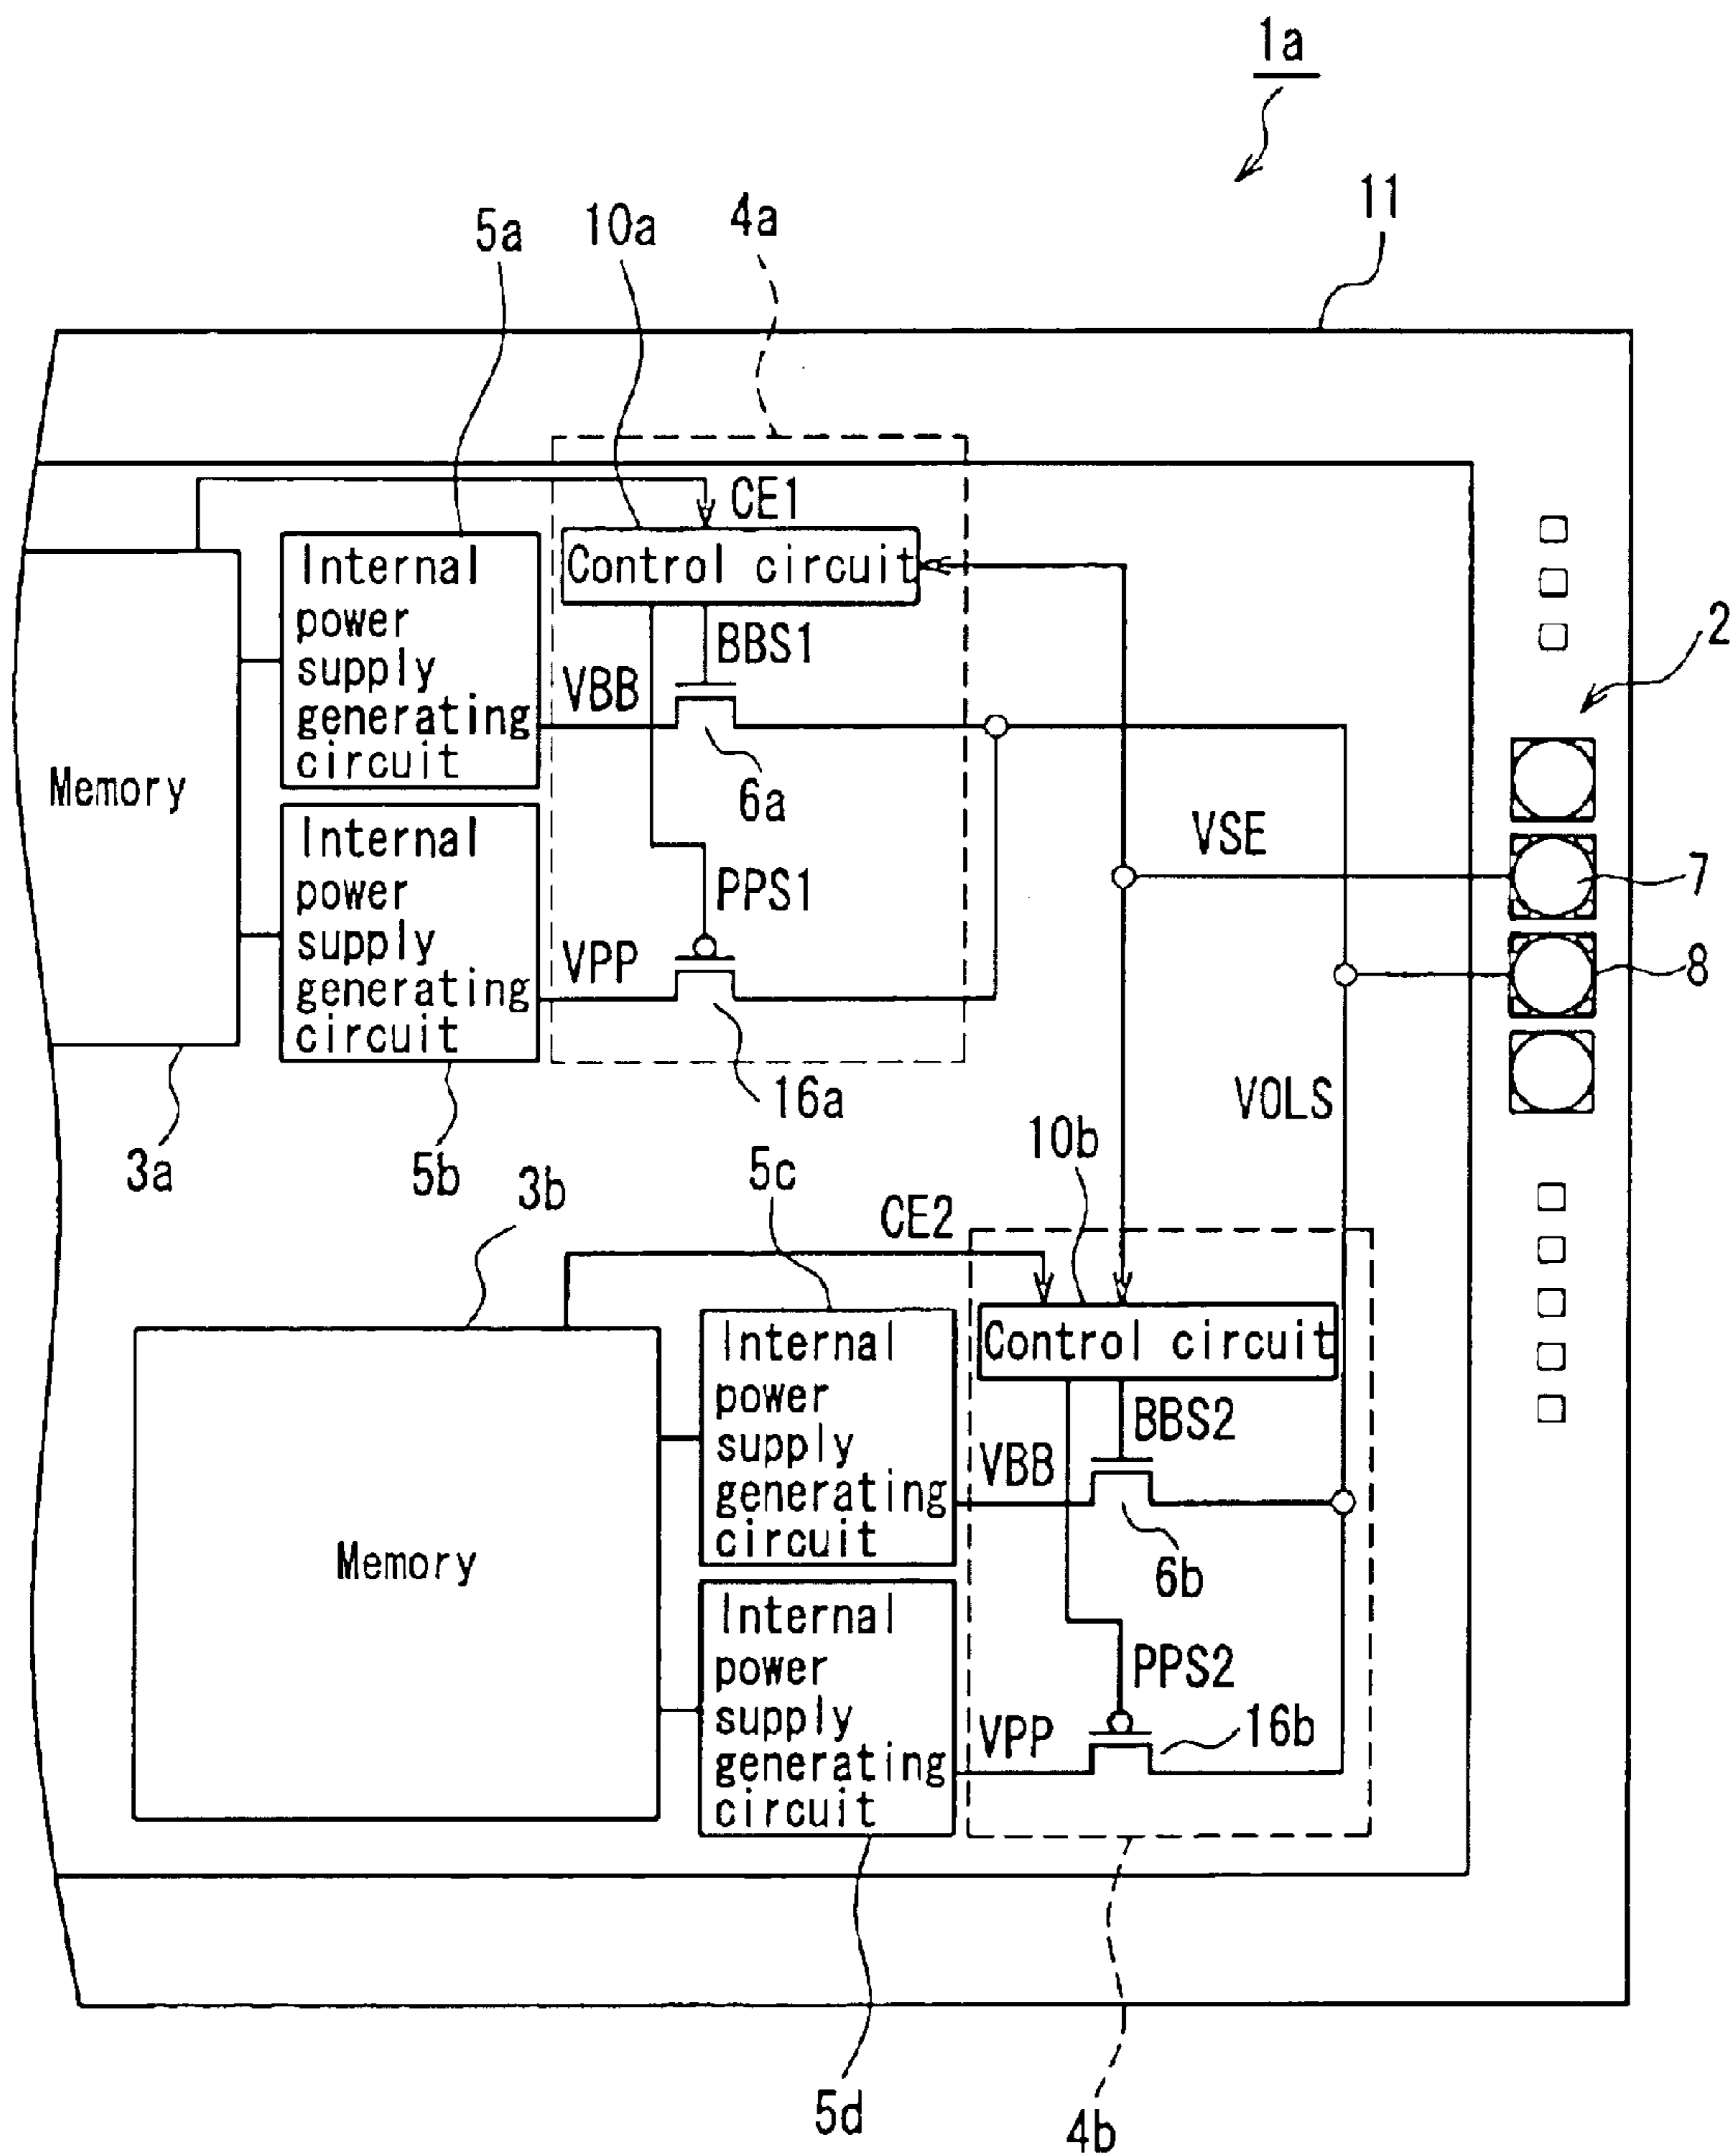 1a
11
4a
10a
5a
CE1
Control circuit
Internal
power
supply
generating
circuit
BBS1
VBB
2
6a
Memory
VSE
7
Internal
power
supply
generating
circuit
PPS1
VPP
8
16a
VOLS
3a
5b
3b
5c
10b
CE2
Control circuit
Internal
power
supply
generating
circuit
BBS2
VBB
6b
Memory
Internal
power
supply
generating
circuit
PPS2
VPP
16b
5d
4b